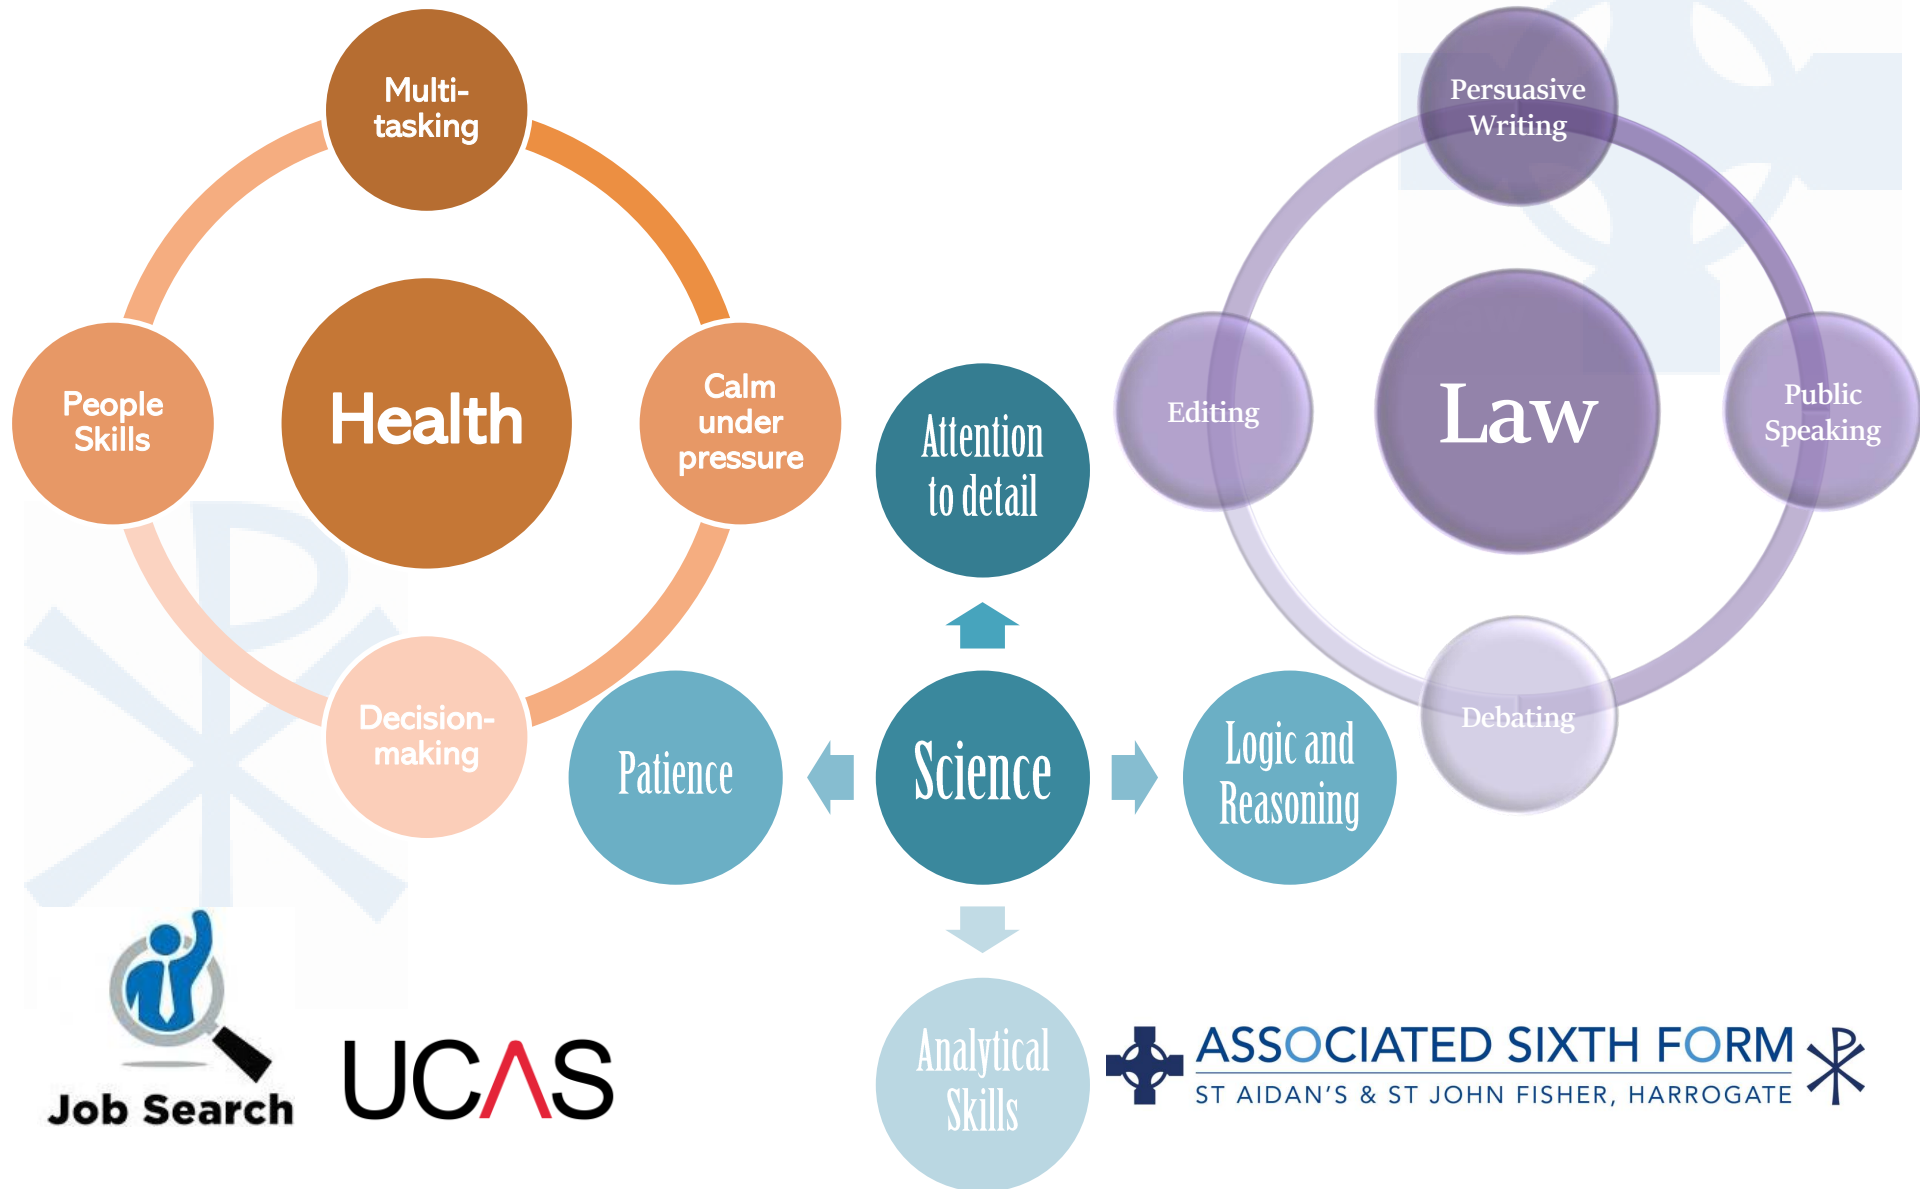 Multi-
tasking
People
Skills
Health
Calm
under
pressure
Decision-
making
Attention
to detail
Patience
Science
Logic and
Reasoning
Analytical
Skills
Persuasive
Writing
Editing
Law
Public
Speaking
Debating
Job Search
UCAS
ASSOCIATED SIXTH FORM
ST AIDAN'S & ST JOHN FISHER, HARROGATE